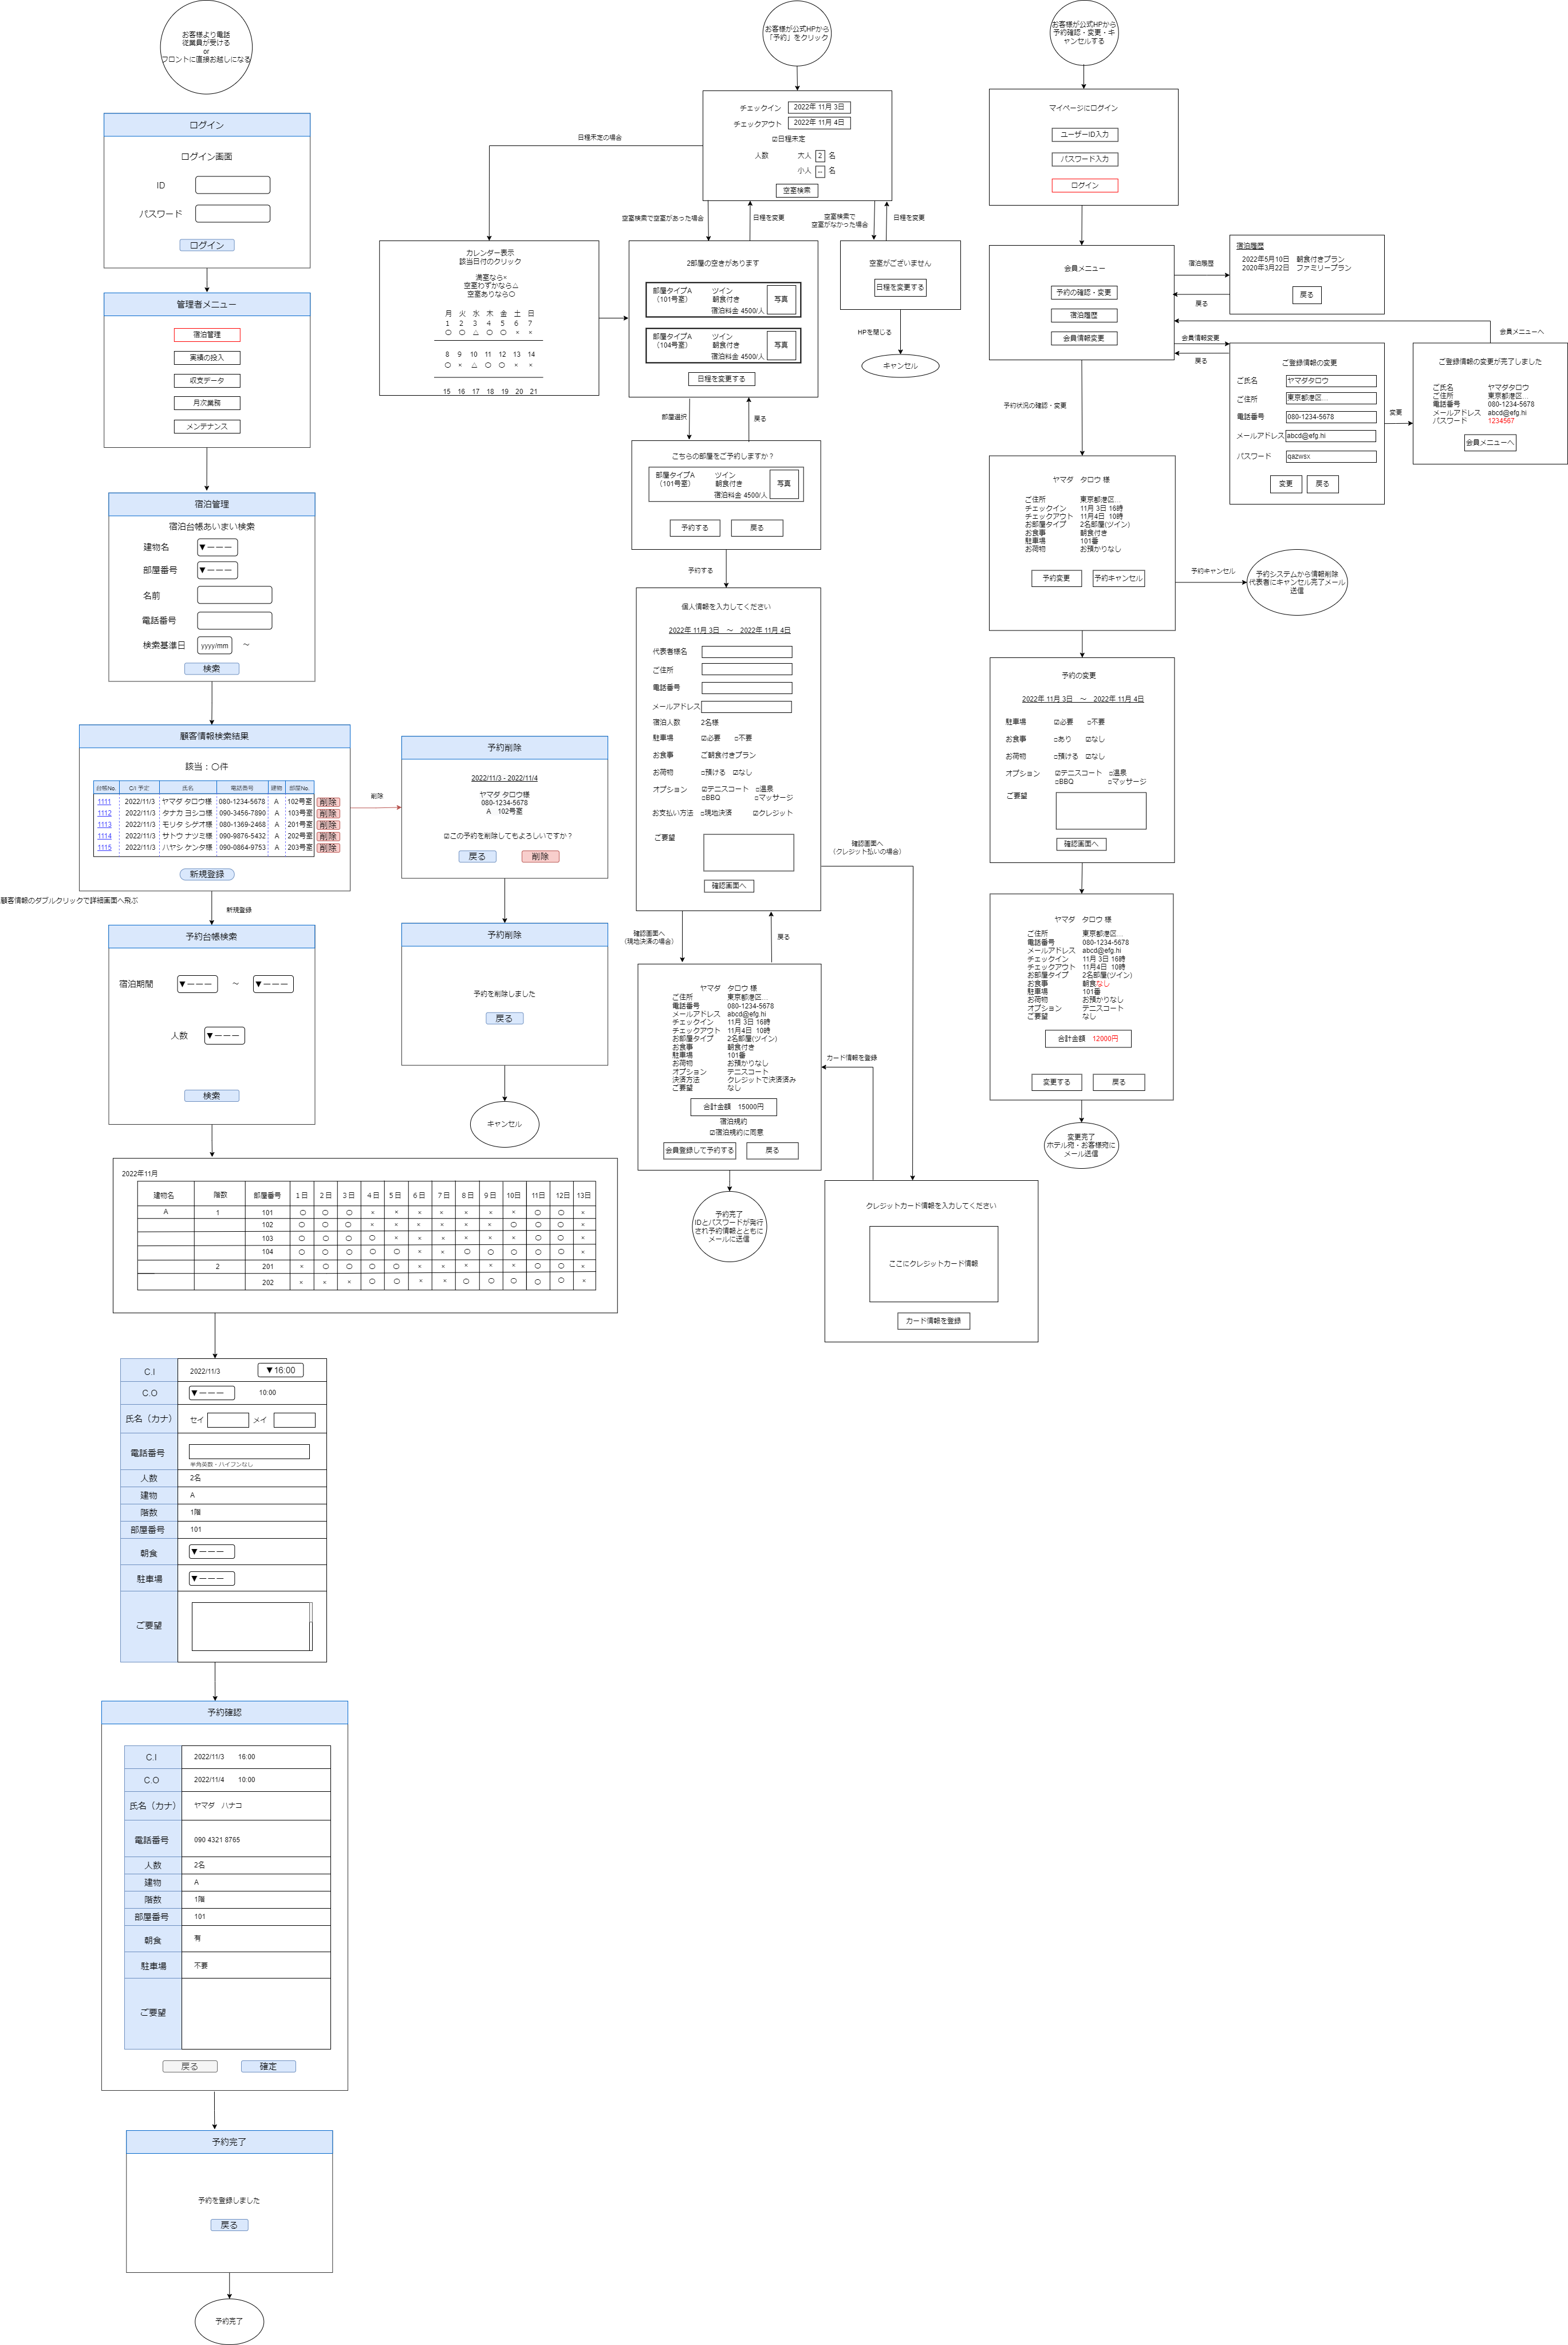 お客様より電話
従業員が受ける
or
フロントに直接お越しになる
ログイン
ログイン画面
ID
パスワード
ログイン
管理者メニュー
宿泊管理
実績の投入
収支データ
月次業務
メンテナンス
宿泊管理
宿泊台帳あいまい検索
建物名 ▼ーーー
部屋番号 ▼ーーー
名前
電話番号
検索基準日 yyyy/mm ～
検索
顧客情報検索結果
該当：〇件
台帳No. C/I 予定 氏名 電話番号 建物 部屋No.
1111 2022/11/3 ヤマダ タロウ様 080-1234-5678 A 102号室 削除
1112 2022/11/3 タナカ ヨシコ様 090-3456-7890 A 103号室 削除
1113 2022/11/3 モリタ シゲオ様 080-1369-2468 A 201号室 削除
1114 2022/11/3 サトウ ナツミ様 090-9876-5432 A 202号室 削除
1115 2022/11/3 ハヤシ ケンタ様 090-0864-9753 A 203号室 削除
新規登録
顧客情報のダブルクリックで詳細画面へ飛ぶ
新規登録
削除
予約削除
2022/11/3 - 2022/11/4
ヤマダ タロウ様
080-1234-5678
A 102号室
☑この予約を削除してもよろしいですか？
戻る 削除
予約削除
予約を削除しました
戻る
キャンセル
予約台帳検索
宿泊期間 ▼ーーー ～ ▼ーーー
人数 ▼ーーー
検索
2022年11月
建物名 階数 部屋番号 1日 2日 3日 4日 5日 6日 7日 8日 9日 10日 11日 12日 13日
A 1 101 〇 〇 〇 × × × × × × × 〇 〇 ×
102 〇 〇 〇 × × × × × × 〇 〇 〇 ×
103 〇 〇 〇 〇 × × × × × × 〇 〇 ×
104 〇 〇 〇 〇 〇 × × 〇 〇 〇 〇 〇 ×
2 201 × 〇 〇 〇 〇 × × × × × 〇 〇 ×
202 × × × 〇 〇 × × 〇 〇 〇 〇 〇 ×
C.I 2022/11/3 ▼16:00
C.O ▼ーーー 10:00
氏名（カナ） セイ メイ
電話番号
半角英数・ハイフンなし
人数 2名
建物 A
階数 1階
部屋番号 101
朝食 ▼ーーー
駐車場 ▼ーーー
ご要望
予約確認
C.I 2022/11/3 16:00
C.O 2022/11/4 10:00
氏名（カナ） ヤマダ ハナコ
電話番号 090 4321 8765
人数 2名
建物 A
階数 1階
部屋番号 101
朝食 有
駐車場 不要
ご要望
戻る 確定
予約完了
予約を登録しました
戻る
予約完了
お客様が公式HPから
「予約」をクリック
チェックイン 2022年 11月 3日
チェックアウト 2022年 11月 4日
☑日程未定
人数 大人 2 名
小人 -- 名
空室検索
日程未定の場合
空室検索で空室があった場合
日程を変更
空室検索で
空室がなかった場合
日程を変更
カレンダー表示
該当日付のクリック
満室なら×
空室わずかなら△
空室ありなら〇
月 火 水 木 金 土 日
1 2 3 4 5 6 7
〇 〇 △ 〇 〇 × ×
8 9 10 11 12 13 14
〇 × △ 〇 〇 × ×
15 16 17 18 19 20 21
2部屋の空きがあります
部屋タイプA ツイン
（101号室） 朝食付き
宿泊料金 4500/人
写真
部屋タイプA ツイン
（104号室） 朝食付き
宿泊料金 4500/人
写真
日程を変更する
空室がございません
日程を変更する
HPを閉じる
キャンセル
部屋選択
戻る
こちらの部屋をご予約しますか？
部屋タイプA ツイン
（101号室） 朝食付き
宿泊料金 4500/人
写真
予約する 戻る
予約する
個人情報を入力してください
2022年 11月 3日 ～ 2022年 11月 4日
代表者様名
ご住所
電話番号
メールアドレス
宿泊人数 2名様
駐車場 ☑必要 □不要
お食事 ご朝食付きプラン
お荷物 □預ける ☑なし
オプション ☑テニスコート □温泉
□BBQ □マッサージ
お支払い方法 □現地決済 ☑クレジット
ご要望
確認画面へ
確認画面へ
（現地決済の場合）
戻る
確認画面へ
（クレジット払いの場合）
ヤマダ タロウ 様
ご住所 東京都港区...
電話番号 080-1234-5678
メールアドレス abcd@efg.hi
チェックイン 11月 3日 16時
チェックアウト 11月4日 10時
お部屋タイプ 2名部屋(ツイン)
お食事 朝食付き
駐車場 101番
お荷物 お預かりなし
オプション テニスコート
決済方法 クレジットで決済済み
ご要望 なし
合計金額 15000円
宿泊規約
☑宿泊規約に同意
会員登録して予約する 戻る
カード情報を登録
予約完了
IDとパスワードが発行
され予約情報とともに
メールに送信
クレジットカード情報を入力してください
ここにクレジットカード情報
カード情報を登録
お客様が公式HPから
予約確認・変更・キ
ャンセルする
マイページにログイン
ユーザーID入力
パスワード入力
ログイン
会員メニュー
予約の確認・変更
宿泊履歴
会員情報変更
宿泊履歴
戻る
宿泊履歴
2022年5月10日 朝食付きプラン
2020年3月22日 ファミリープラン
戻る
会員情報変更
戻る
ご登録情報の変更
ご氏名 ヤマダタロウ
ご住所 東京都港区...
電話番号 080-1234-5678
メールアドレス abcd@efg.hi
パスワード qazwsx
変更 戻る
変更
会員メニューへ
ご登録情報の変更が完了しました
ご氏名 ヤマダタロウ
ご住所 東京都港区...
電話番号 080-1234-5678
メールアドレス abcd@efg.hi
パスワード 1234567
会員メニューへ
予約状況の確認・変更
ヤマダ タロウ 様
ご住所 東京都港区...
チェックイン 11月 3日 16時
チェックアウト 11月4日 10時
お部屋タイプ 2名部屋(ツイン)
お食事 朝食付き
駐車場 101番
お荷物 お預かりなし
予約変更 予約キャンセル
予約キャンセル
予約システムから情報削除
代表者にキャンセル完了メール
送信
予約の変更
2022年 11月 3日 ～ 2022年 11月 4日
駐車場 ☑必要 □不要
お食事 □あり ☑なし
お荷物 □預ける ☑なし
オプション ☑テニスコート □温泉
□BBQ □マッサージ
ご要望
確認画面へ
ヤマダ タロウ 様
ご住所 東京都港区...
電話番号 080-1234-5678
メールアドレス abcd@efg.hi
チェックイン 11月 3日 16時
チェックアウト 11月4日 10時
お部屋タイプ 2名部屋(ツイン)
お食事 朝食なし
駐車場 101番
お荷物 お預かりなし
オプション テニスコート
ご要望 なし
合計金額 12000円
変更する 戻る
変更完了
ホテル宛・お客様宛に
メール送信